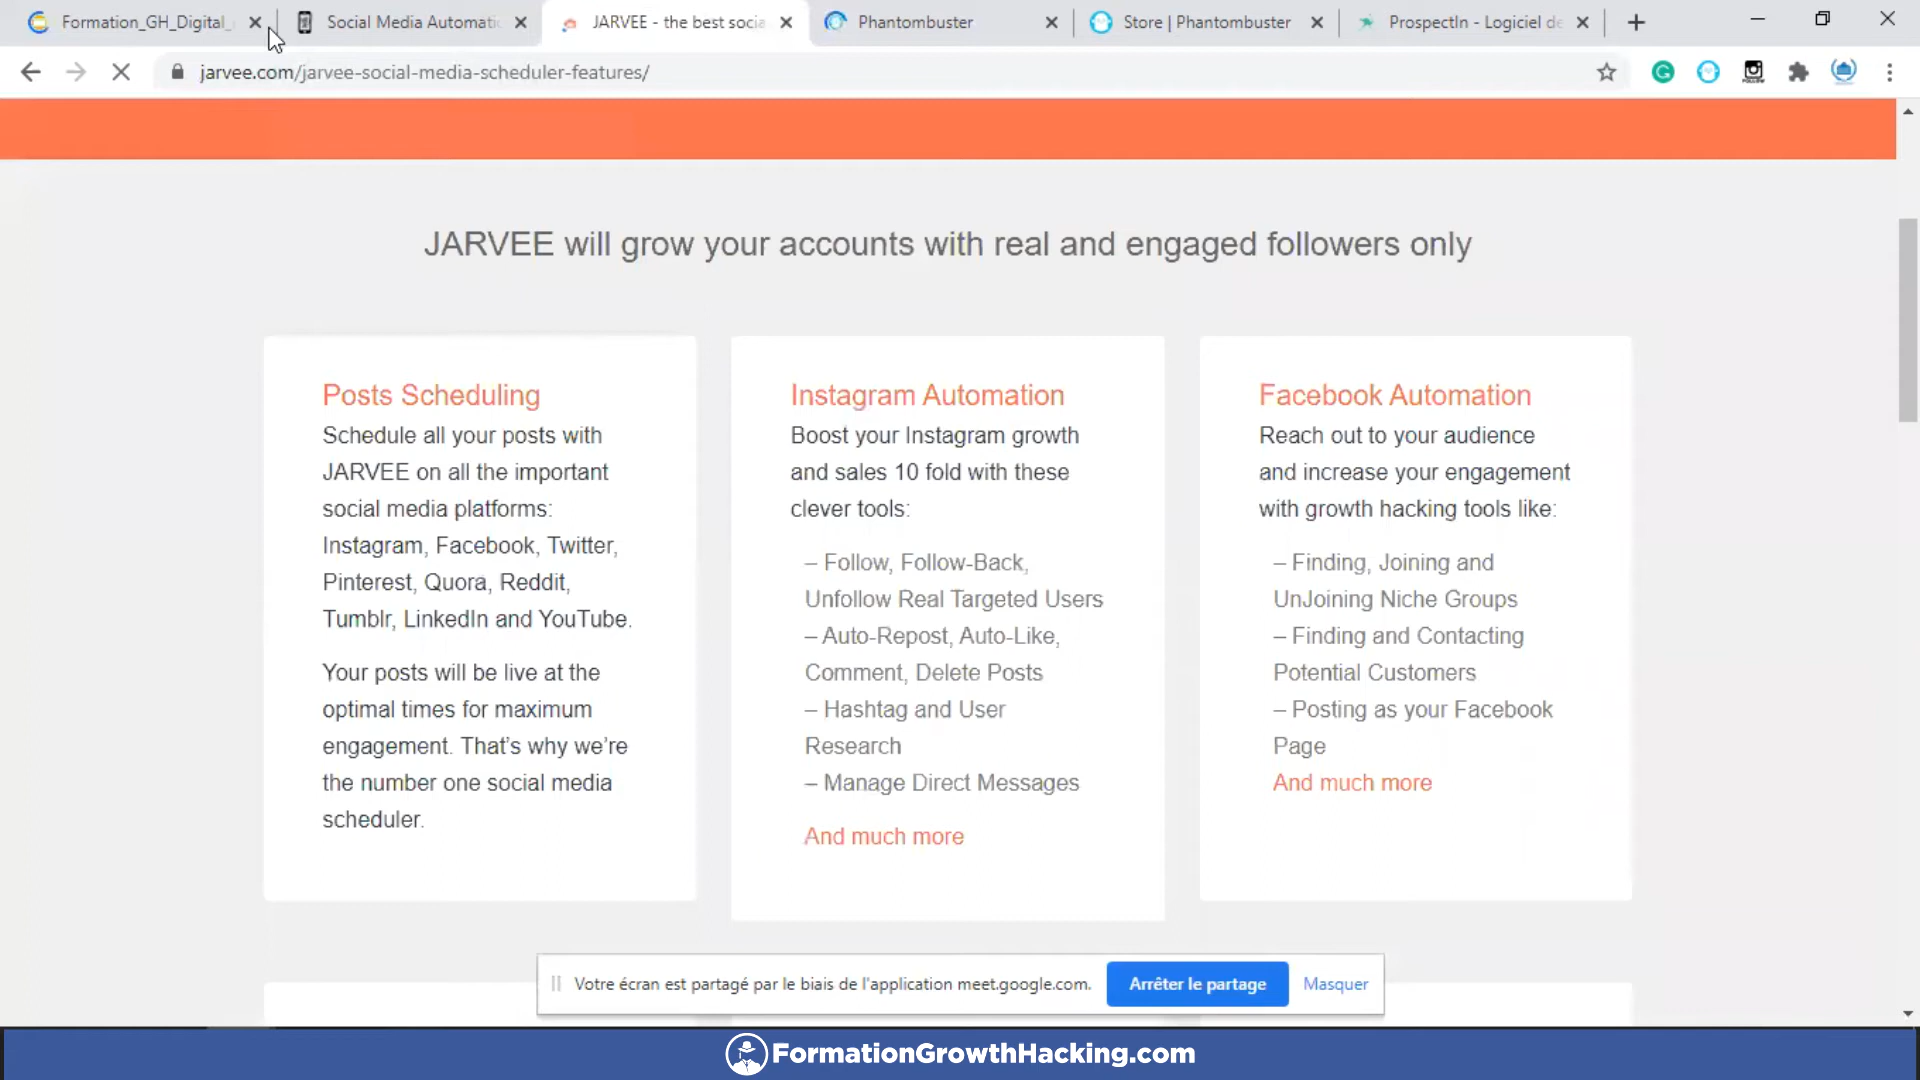 Formation_GH_Digital_
Social Media Automatic
JARVEE - the best socia
Phantombuster
Store | Phantombuster
ProspectIn - Logiciel de
jarvee.com/jarvee-social-media-scheduler-features/
JARVEE will grow your accounts with real and engaged followers only
Posts Scheduling
Schedule all your posts with
JARVEE on all the important
social media platforms:
Instagram, Facebook, Twitter,
Pinterest, Quora, Reddit,
Tumblr, LinkedIn and YouTube.
Your posts will be live at the
optimal times for maximum
engagement. That’s why we’re
the number one social media
scheduler.
Instagram Automation
Boost your Instagram growth
and sales 10 fold with these
clever tools:
– Follow, Follow-Back,
Unfollow Real Targeted Users
– Auto-Repost, Auto-Like,
Comment, Delete Posts
– Hashtag and User
Research
– Manage Direct Messages
And much more
Facebook Automation
Reach out to your audience
and increase your engagement
with growth hacking tools like:
– Finding, Joining and
UnJoining Niche Groups
– Finding and Contacting
Potential Customers
– Posting as your Facebook
Page
And much more
Votre écran est partagé par le biais de l'application meet.google.com.
Arrêter le partage
Masquer
FormationGrowthHacking.com